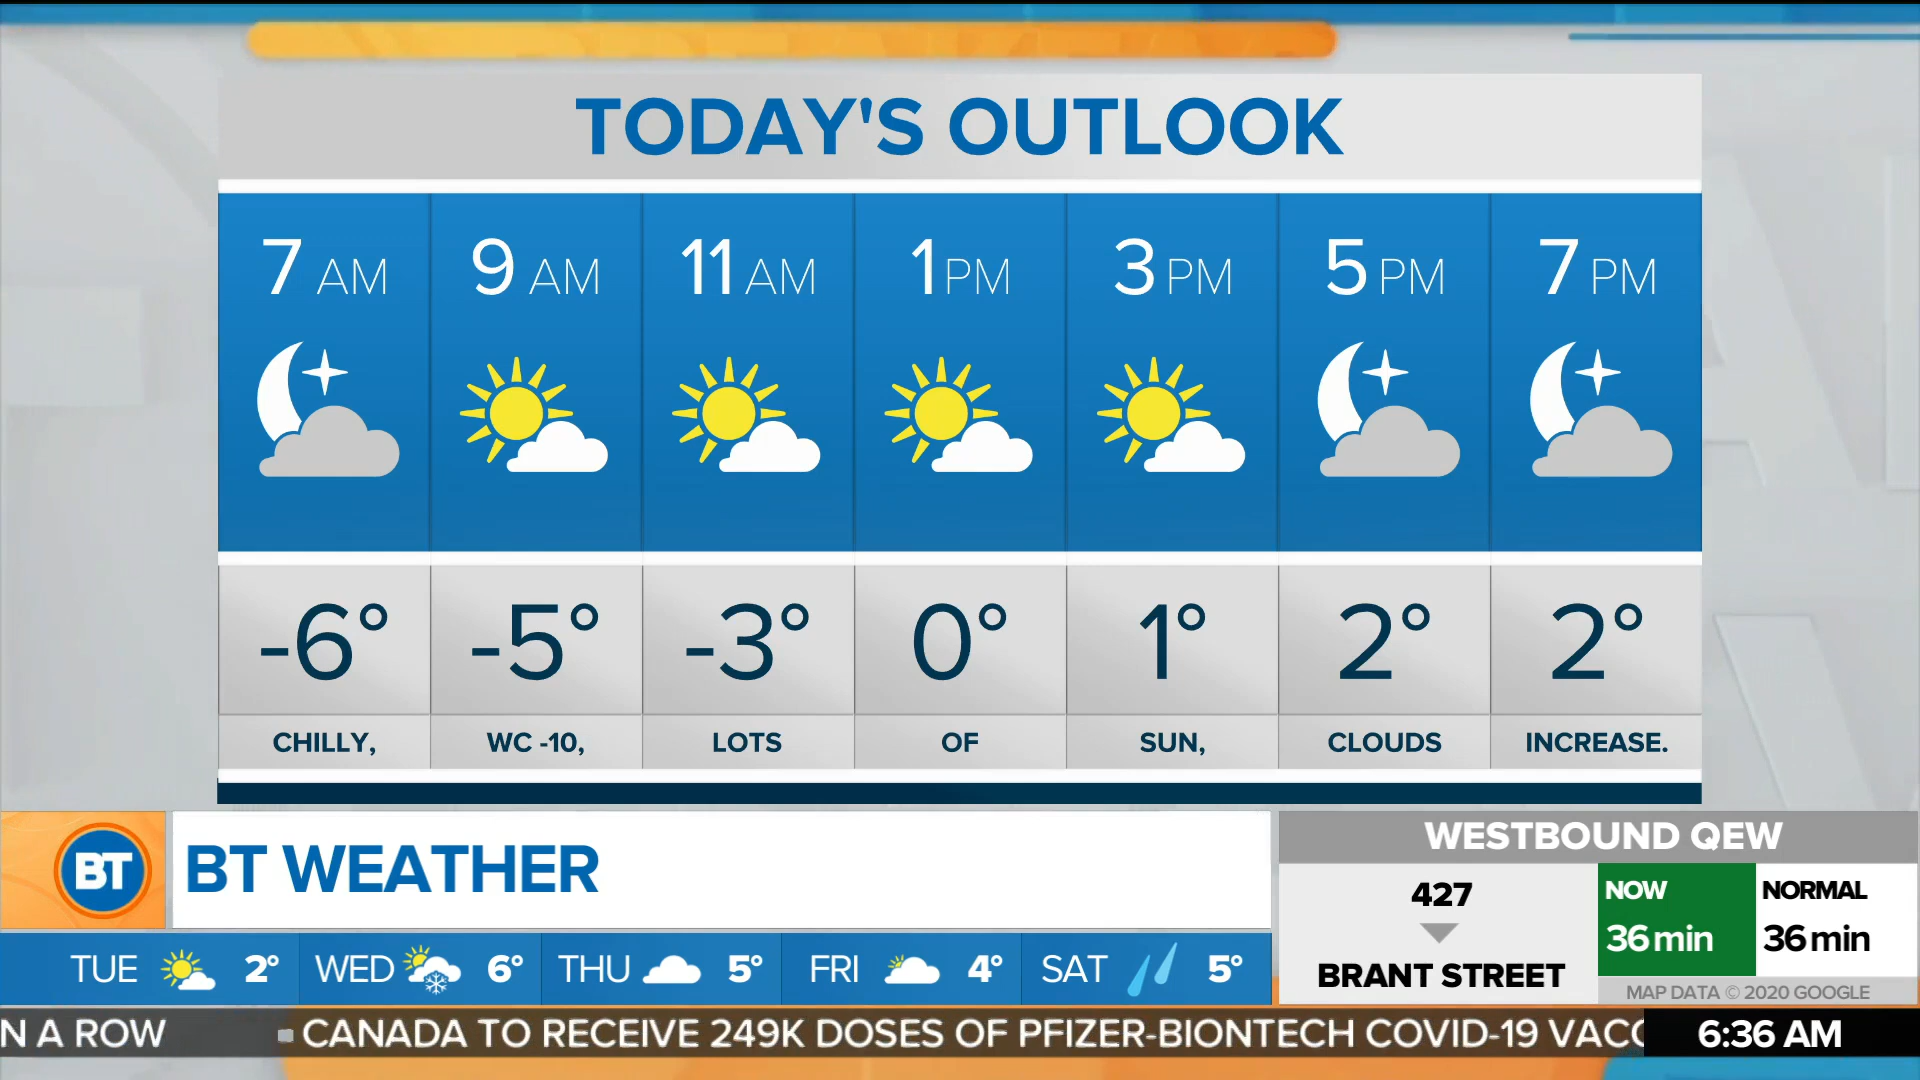 TODAY'S OUTLOOK
7 AM 9 AM 11 AM 1 PM 3 PM 5 PM 7 PM
-6° -5° -3° 0° 1° 2° 2°
CHILLY, WC -10, LOTS OF SUN, CLOUDS INCREASE.
BT
BT WEATHER
WESTBOUND QEW
427
BRANT STREET
NOW
36 min
NORMAL
36 min
MAP DATA © 2020 GOOGLE
TUE 2° WED 6° THU 5° FRI 4° SAT 5°
N A ROW CANADA TO RECEIVE 249K DOSES OF PFIZER-BIONTECH COVID-19 VACC
6:36 AM